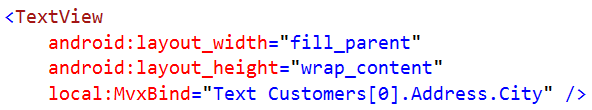 <TextView
android:layout_width="fill_parent"
android:layout_height="wrap_content"
local:MvxBind="Text Customers[0].Address.City" />